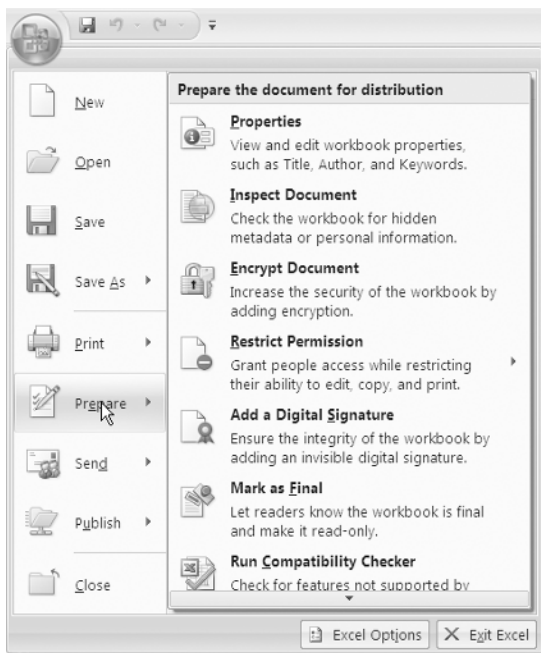 New
Open
Save
Save As
Print
Prepare
Send
Publish
Close
Prepare the document for distribution
Properties
View and edit workbook properties,
such as Title, Author, and Keywords.
Inspect Document
Check the workbook for hidden
metadata or personal information.
Encrypt Document
Increase the security of the workbook by
adding encryption.
Restrict Permission
Grant people access while restricting
their ability to edit, copy, and print.
Add a Digital Signature
Ensure the integrity of the workbook by
adding an invisible digital signature.
Mark as Final
Let readers know the workbook is final
and make it read-only.
Run Compatibility Checker
Check for features not supported by
Excel Options
Exit Excel